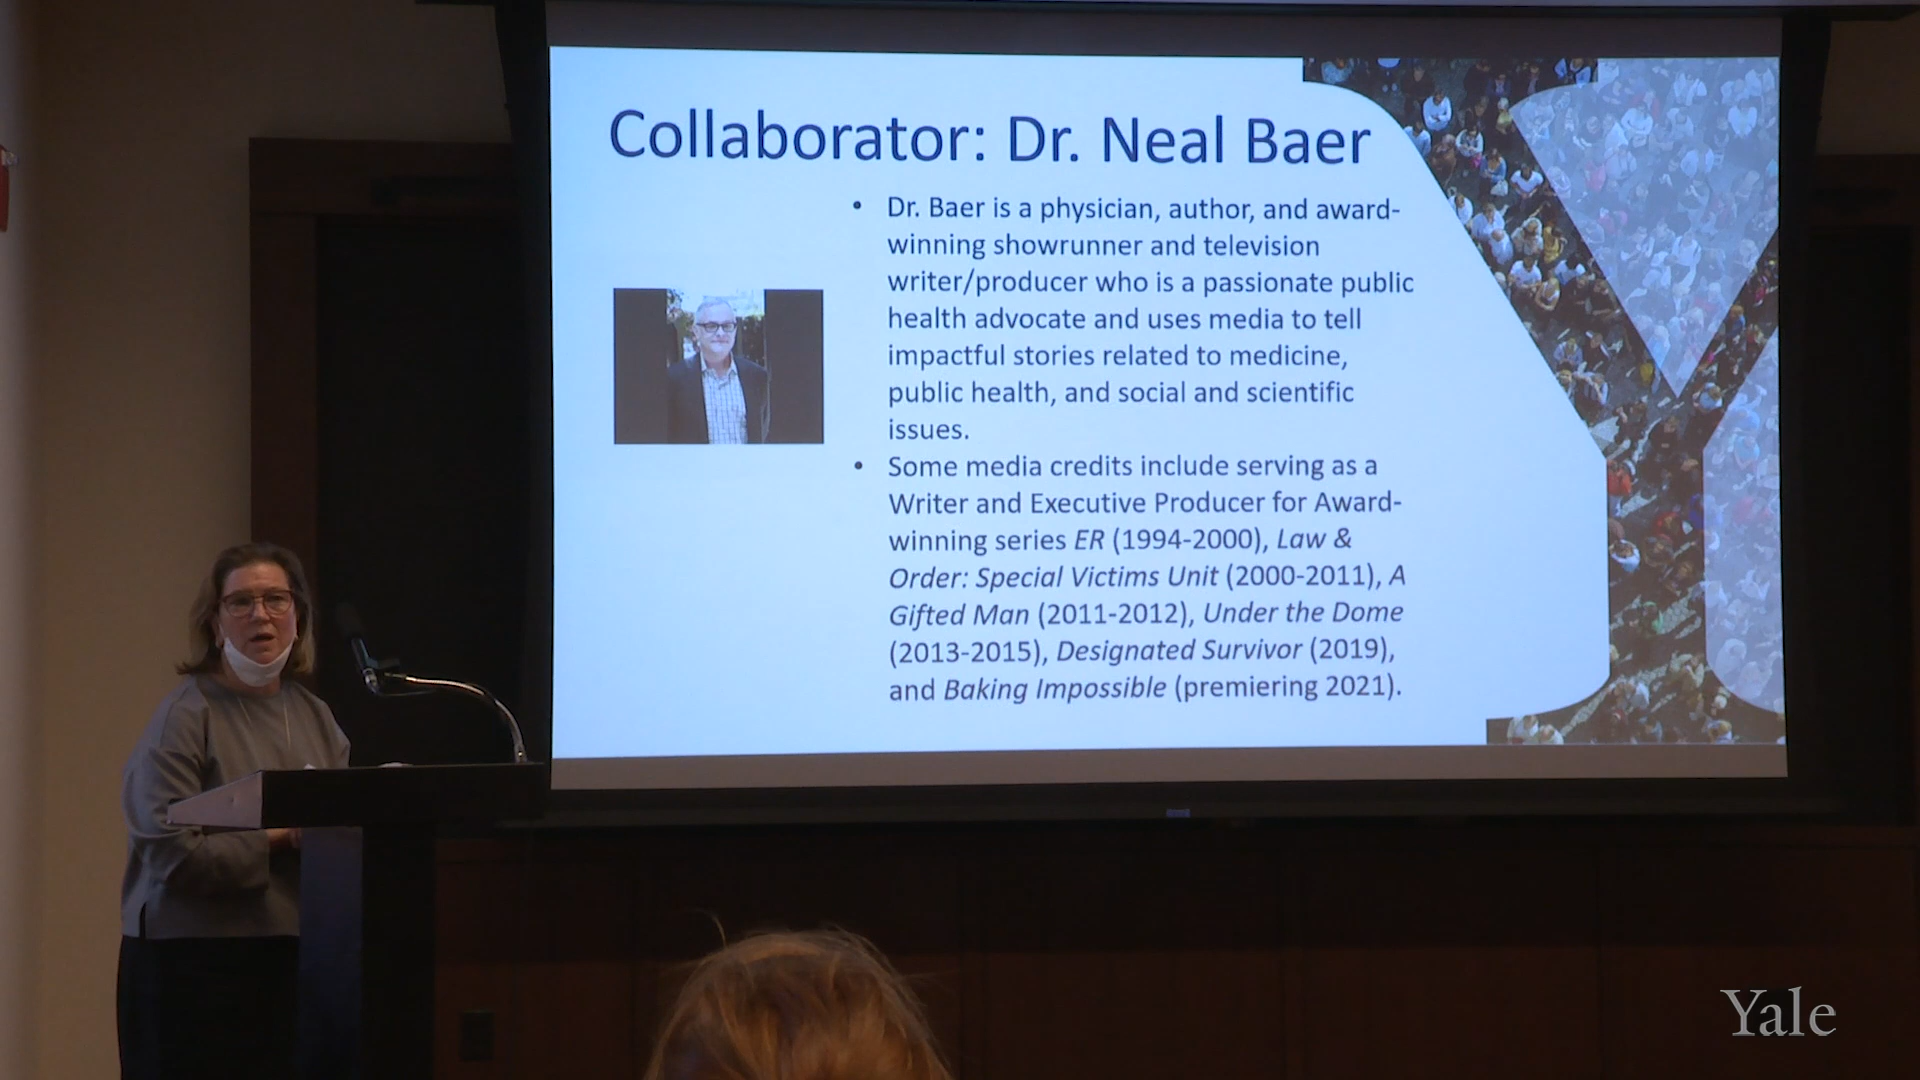 Collaborator: Dr. Neal Baer
• Dr. Baer is a physician, author, and award-
winning showrunner and television
writer/producer who is a passionate public
health advocate and uses media to tell
impactful stories related to medicine,
public health, and social and scientific
issues.
• Some media credits include serving as a
Writer and Executive Producer for Award-
winning series ER (1994-2000), Law &
Order: Special Victims Unit (2000-2011), A
Gifted Man (2011-2012), Under the Dome
(2013-2015), Designated Survivor (2019),
and Baking Impossible (premiering 2021).
Yale